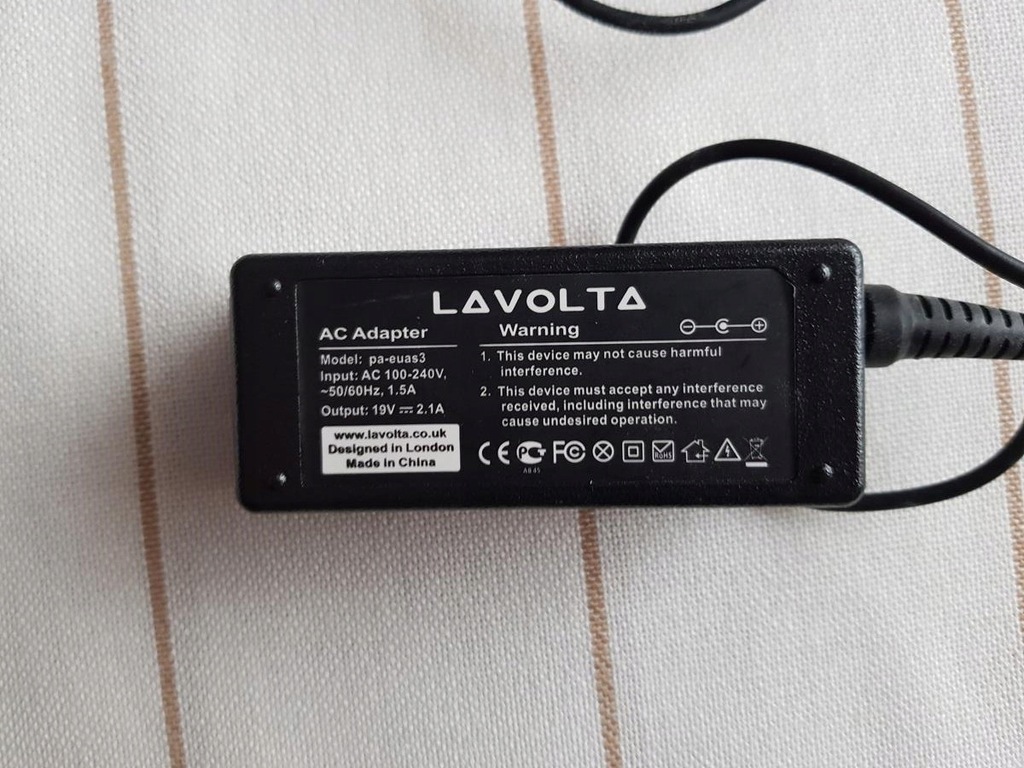 LAVOLTA
AC Adapter
Model: pa-euas3
Input: AC 100-240V,
~50/60Hz, 1.5A
Output: 19V ⎓ 2.1A
www.lavolta.co.uk
Designed in London
Made in China
Warning
1. This device may not cause harmful
interference.
2. This device must accept any interference
received, including interference that may
cause undesired operation.
CE PG FC RoHS